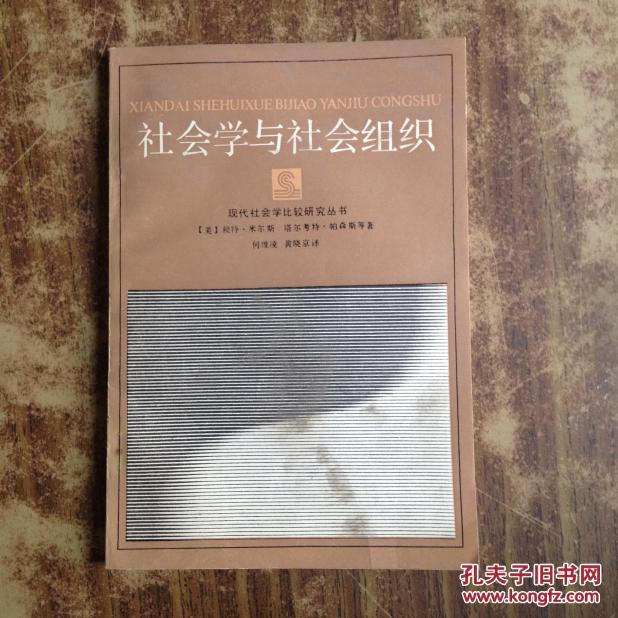 XIANDAI SHEHUIXUE BIJIAO YANJIU CONGSHU
社会学与社会组织
现代社会学比较研究丛书
【美】赖特·米尔斯 塔尔考特·帕森斯等著
何维凌 黄晓京译
孔夫子旧书网
www.kongfz.com